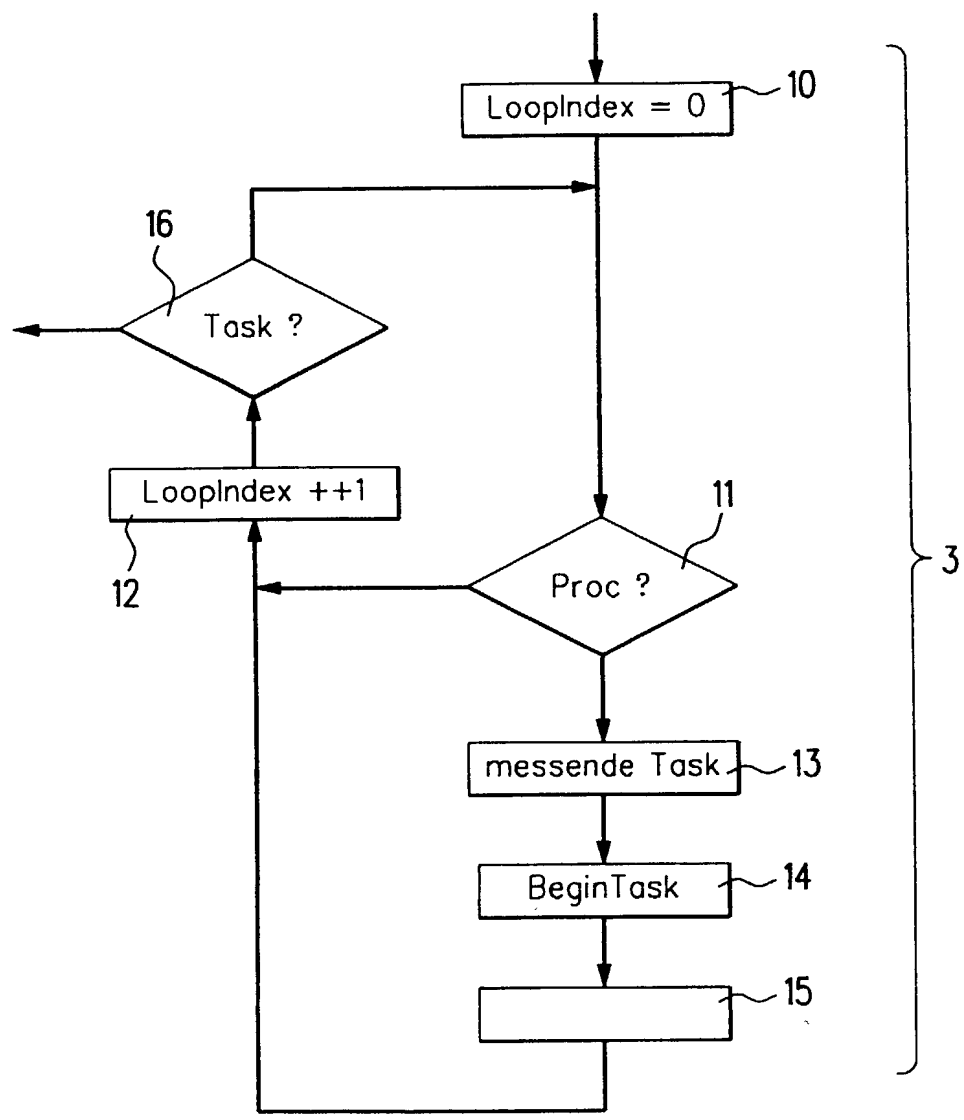 10
LoopIndex = 0
16
Task ?
LoopIndex ++1
12
11
Proc ?
3
messende Task
13
BeginTask
14
15